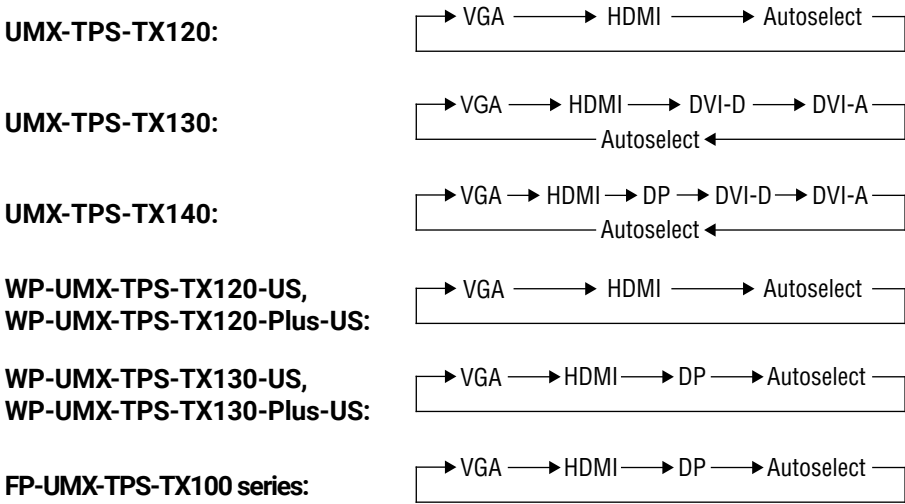 UMX-TPS-TX120:
VGA HDMI Autoselect
UMX-TPS-TX130:
VGA HDMI DVI-D DVI-A
Autoselect
UMX-TPS-TX140:
VGA HDMI DP DVI-D DVI-A
Autoselect
WP-UMX-TPS-TX120-US,
WP-UMX-TPS-TX120-Plus-US:
VGA HDMI Autoselect
WP-UMX-TPS-TX130-US,
WP-UMX-TPS-TX130-Plus-US:
VGA HDMI DP Autoselect
FP-UMX-TPS-TX100 series:
VGA HDMI DP Autoselect